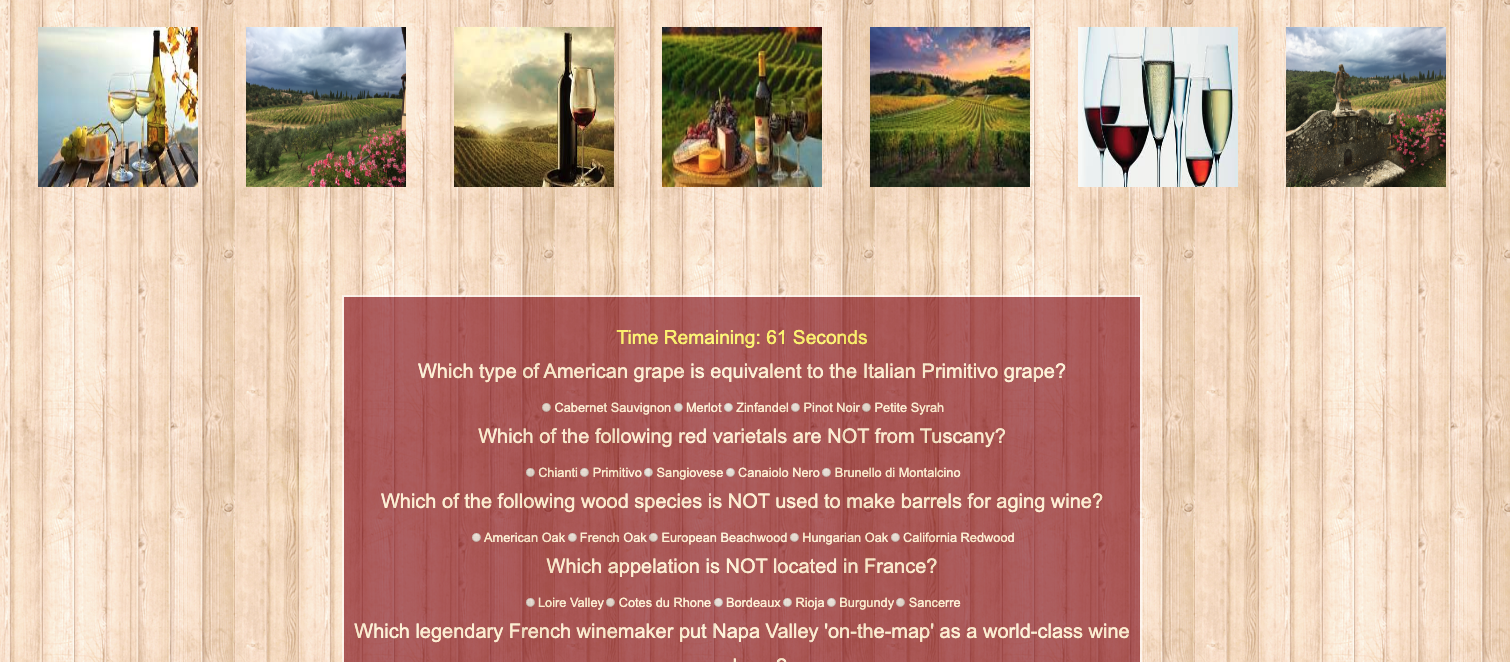 Time Remaining: 61 Seconds
Which type of American grape is equivalent to the Italian Primitivo grape?
Cabernet Sauvignon Merlot Zinfandel Pinot Noir Petite Syrah
Which of the following red varietals are NOT from Tuscany?
Chianti Primitivo Sangiovese Canaiolo Nero Brunello di Montalcino
Which of the following wood species is NOT used to make barrels for aging wine?
American Oak French Oak European Beachwood Hungarian Oak California Redwood
Which appelation is NOT located in France?
Loire Valley Cotes du Rhone Bordeaux Rioja Burgundy Sancerre
Which legendary French winemaker put Napa Valley 'on-the-map' as a world-class wine